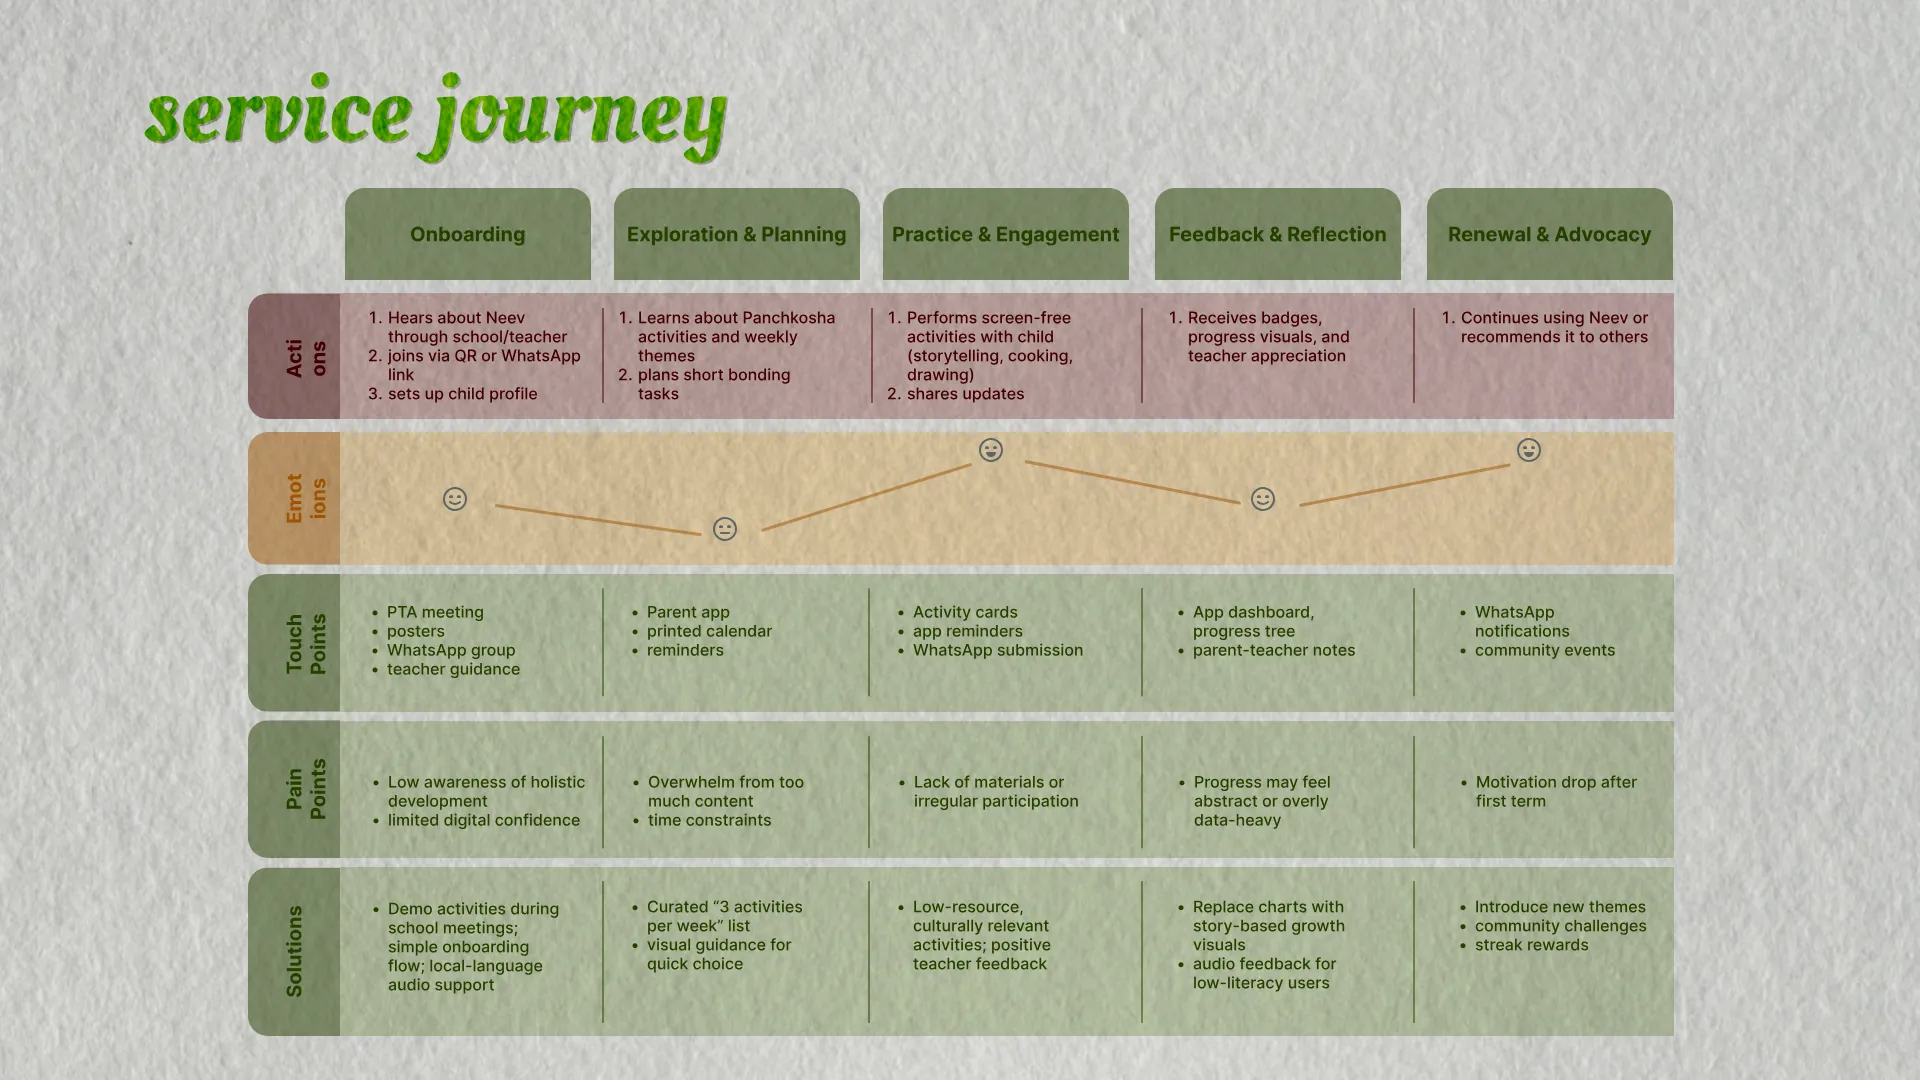 service journey
Onboarding
Exploration & Planning
Practice & Engagement
Feedback & Reflection
Renewal & Advocacy
Acti
ons
1. Hears about Neev
through school/teacher
2. joins via QR or WhatsApp
link
3. sets up child profile
1. Learns about Panchkosha
activities and weekly
themes
2. plans short bonding
tasks
1. Performs screen-free
activities with child
(storytelling, cooking,
drawing)
2. shares updates
1. Receives badges,
progress visuals, and
teacher appreciation
1. Continues using Neev or
recommends it to others
Emot
ions
Touch
Points
• PTA meeting
• posters
• WhatsApp group
• teacher guidance
• Parent app
• printed calendar
• reminders
• Activity cards
• app reminders
• WhatsApp submission
• App dashboard,
progress tree
• parent-teacher notes
• WhatsApp
notifications
• community events
Pain
Points
• Low awareness of holistic
development
• limited digital confidence
• Overwhelm from too
much content
• time constraints
• Lack of materials or
irregular participation
• Progress may feel
abstract or overly
data-heavy
• Motivation drop after
first term
Solutions
• Demo activities during
school meetings;
simple onboarding
flow; local-language
audio support
• Curated “3 activities
per week” list
• visual guidance for
quick choice
• Low-resource,
culturally relevant
activities; positive
teacher feedback
• Replace charts with
story-based growth
visuals
• audio feedback for
low-literacy users
• Introduce new themes
• community challenges
• streak rewards